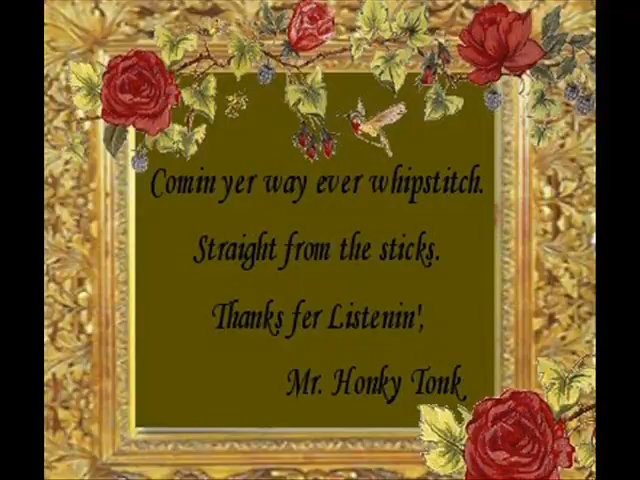 Comin yer way ever whipstitch.
Straight from the sticks.
Thanks fer Listenin',
Mr. Honky Tonk